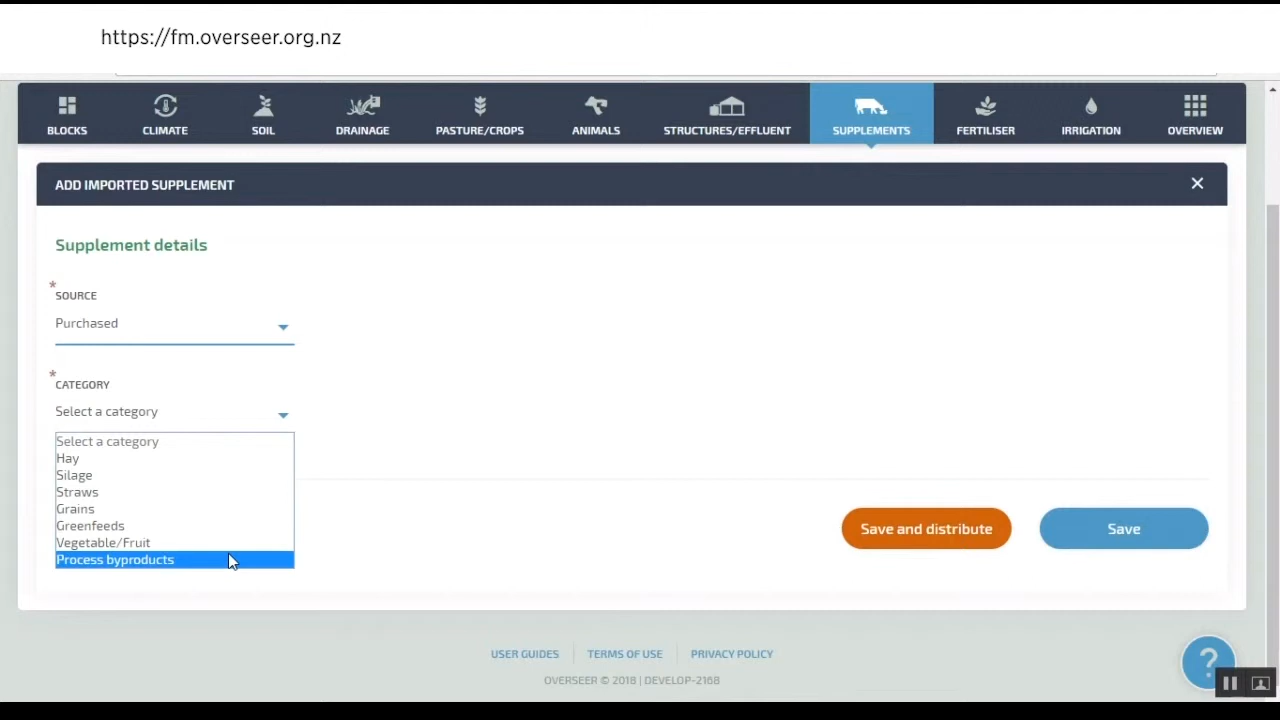 https://fm.overseer.org.nz
BLOCKS CLIMATE SOIL DRAINAGE PASTURE/CROPS ANIMALS STRUCTURES/EFFLUENT SUPPLEMENTS FERTILISER IRRIGATION OVERVIEW
ADD IMPORTED SUPPLEMENT
Supplement details
* SOURCE
Purchased
* CATEGORY
Select a category
Select a category
Hay
Silage
Straws
Grains
Greenfeeds
Vegetable/Fruit
Process byproducts
Save and distribute Save
USER GUIDES TERMS OF USE PRIVACY POLICY
OVERSEER © 2018 | DEVELOP-2168
?